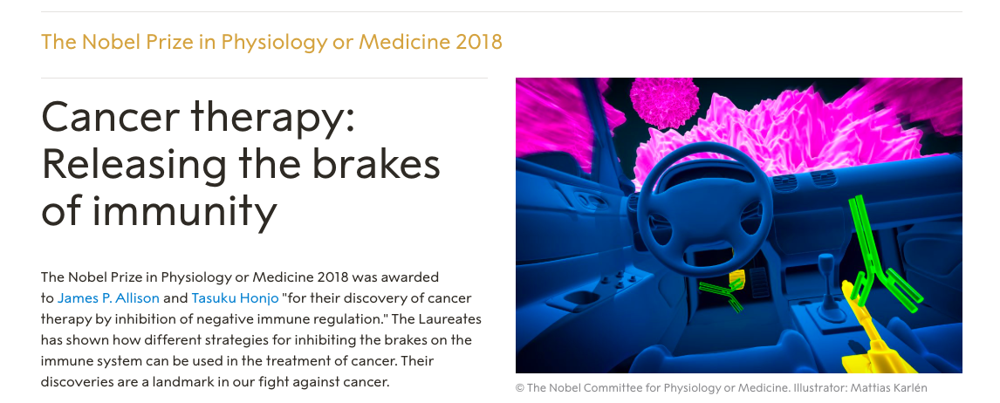 The Nobel Prize in Physiology or Medicine 2018
Cancer therapy:
Releasing the brakes
of immunity
The Nobel Prize in Physiology or Medicine 2018 was awarded
to James P. Allison and Tasuku Honjo "for their discovery of cancer
therapy by inhibition of negative immune regulation." The Laureates
has shown how different strategies for inhibiting the brakes on the
immune system can be used in the treatment of cancer. Their
discoveries are a landmark in our fight against cancer.
© The Nobel Committee for Physiology or Medicine. Illustrator: Mattias Karlén